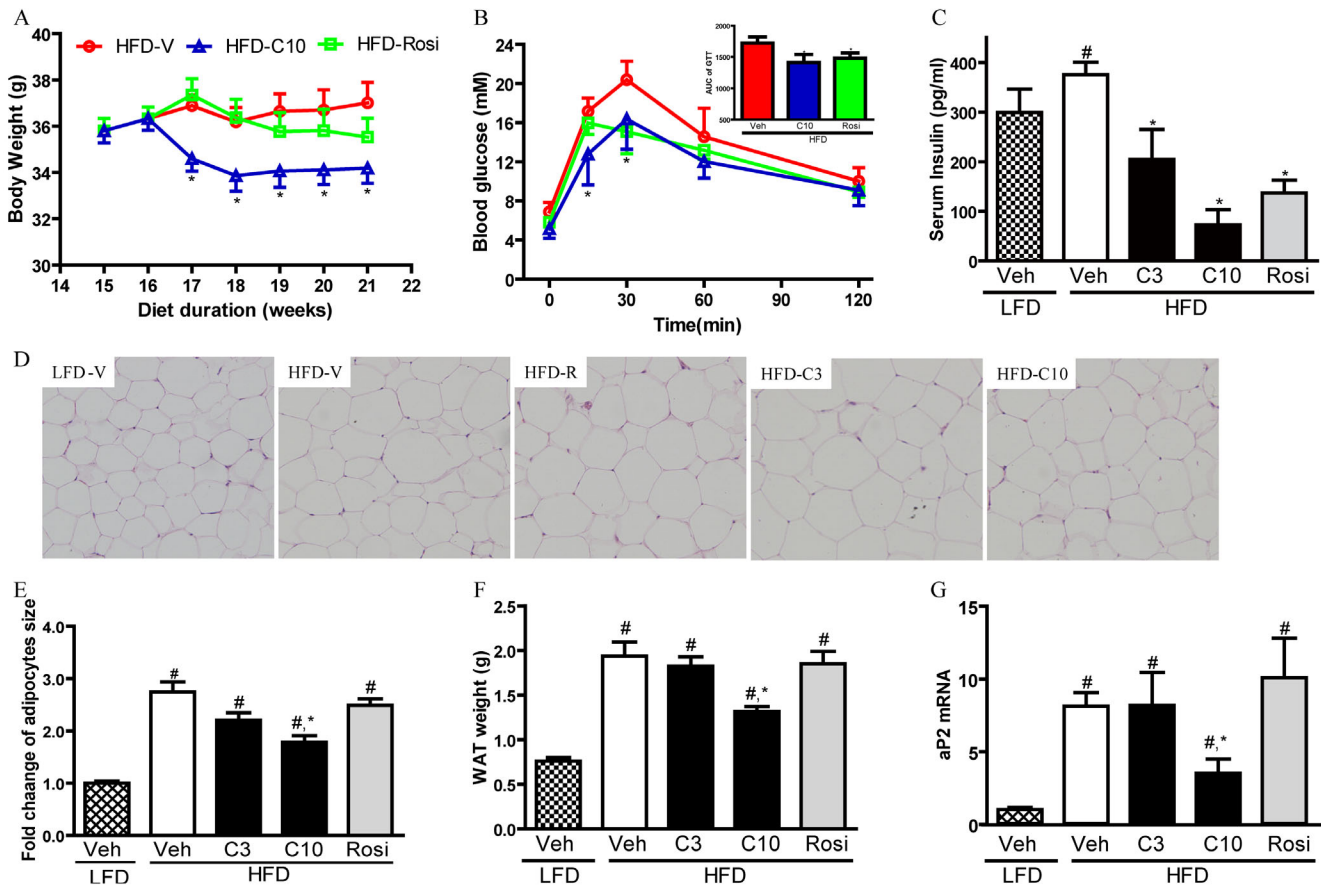 A
HFD-V HFD-C10 HFD-Rosi
Body Weight (g)
40
38
36
34
32
30
* * * * *
14 15 16 17 18 19 20 21 22
Diet duration (weeks)
B
Blood glucose (mM)
24
20
16
12
8
4
0
* *
0 30 60 90 120
Time(min)
AUC of GTT
2000
1500
1000
500
Veh C10 Rosi
HFD
C
Serum Insulin (pg/ml)
400
300
200
100
0
# * * *
Veh Veh C3 C10 Rosi
LFD HFD
D
LFD-V HFD-V HFD-R HFD-C3 HFD-C10
E
Fold chaange of adipocytes size
4.0
3.0
2.0
1.0
0.0
# # #,* #
Veh Veh C3 C10 Rosi
LFD HFD
F
WAT weight (g)
2.5
2.0
1.5
1.0
0.5
0.0
# # #,* #
Veh Veh C3 C10 Rosi
LFD HFD
G
aP2 mRNA
15
10
5
0
# # #,* #
Veh Veh C3 C10 Rosi
LFD HFD